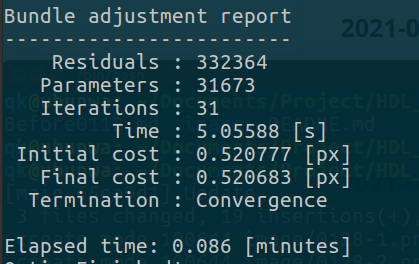 Bundle adjustment report
------------------------
Residuals : 332364
Parameters : 31673
Iterations : 31
Time : 5.05588 [s]
Initial cost : 0.520777 [px]
Final cost : 0.520683 [px]
Termination : Convergence
Elapsed time: 0.086 [minutes]